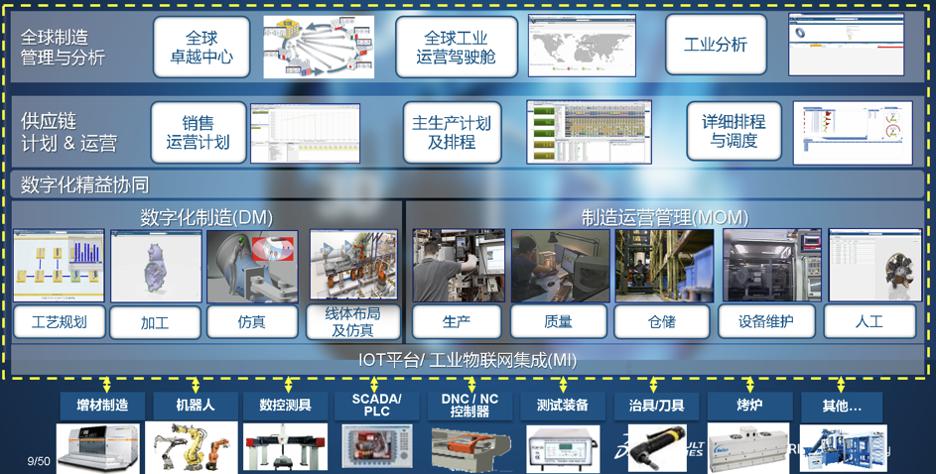 全球制造
管理与分析
全球
卓越中心
全球工业
运营驾驶舱
工业分析
供应链
计划 & 运营
销售
运营计划
主生产计划
及排程
详细排程
与调度
数字化精益协同
数字化制造(DM)
制造运营管理(MOM)
工艺规划
加工
仿真
线体布局
及仿真
生产
质量
仓储
设备维护
人工
IOT平台/ 工业物联网集成(MI)
增材制造
机器人
数控测具
SCADA/
PLC
DNC / NC
控制器
测试装备
治具/刀具
烤炉
其他...
9/50